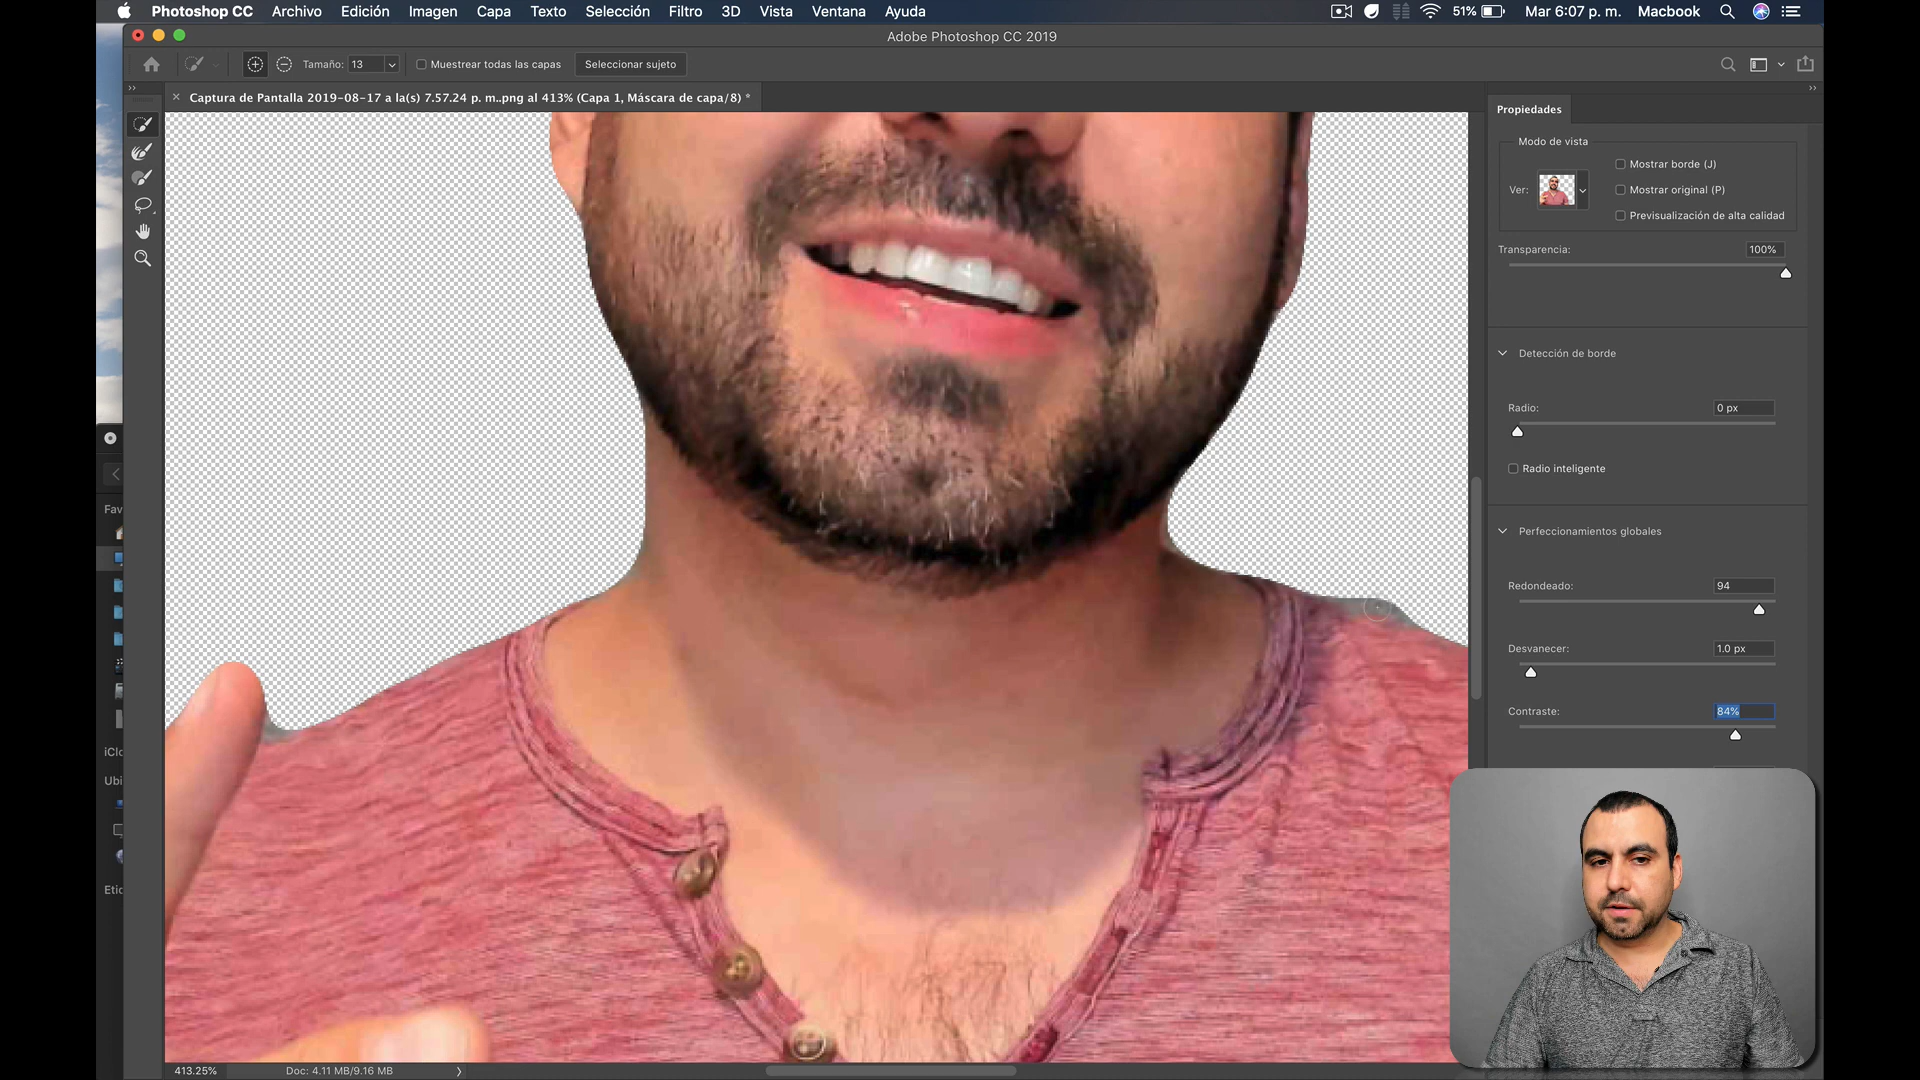 Photoshop CC Archivo Edición Imagen Capa Texto Selección Filtro 3D Vista Ventana Ayuda 51% Mar 6:07 p. m. Macbook
Adobe Photoshop CC 2019
Tamaño: 13 Muestrear todas las capas Seleccionar sujeto
Captura de Pantalla 2019-08-17 a la(s) 7.57.24 p. m..png al 413% (Capa 1, Máscara de capa/8) *
Propiedades
Modo de vista
Mostrar borde (J)
Ver:
Mostrar original (P)
Previsualización de alta calidad
Transparencia: 100%
Detección de borde
Radio: 0 px
Radio inteligente
Fav
Perfeccionamientos globales
Redondeado: 94
Desvanecer: 1.0 px
Contraste: 84%
iClo
Ubi
Etic
413.25% Doc: 4.11 MB/9.16 MB